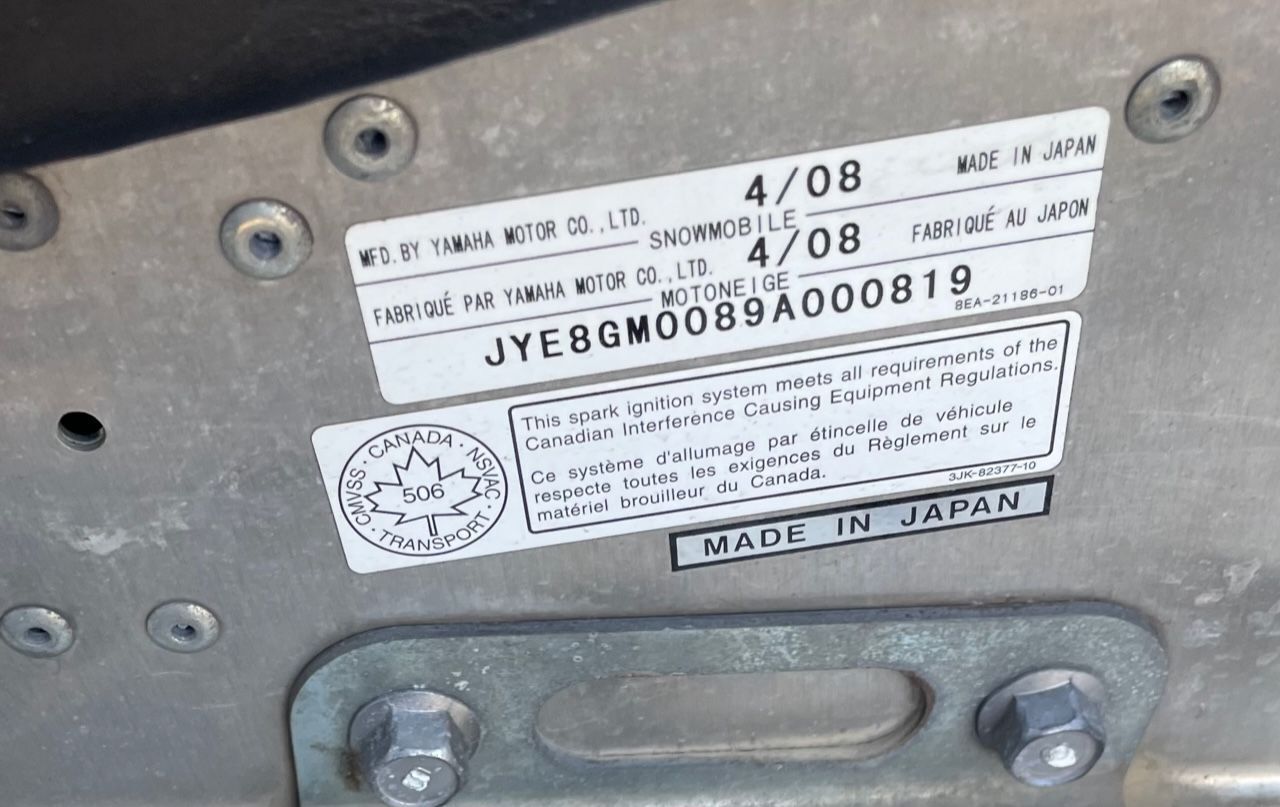 4/08
MFD. BY YAMAHA MOTOR CO.,LTD.
MADE IN JAPAN
SNOWMOBILE
4/08
FABRIQUÉ PAR YAMAHA MOTOR CO.,LTD.
FABRIQUÉ AU JAPON
MOTONEIGE
JYE8GM0089A000819
8EA-21186-01
This spark ignition system meets all requirements of the
Canadian Interference Causing Equipment Regulations.
Ce système d'allumage par étincelle de véhicule
respecte toutes les exigences du Règlement sur le
matériel brouilleur du Canada.
3JK-82377-10
CMVSS · CANADA · NSVAC · TRANSPORT ·
506
MADE IN JAPAN